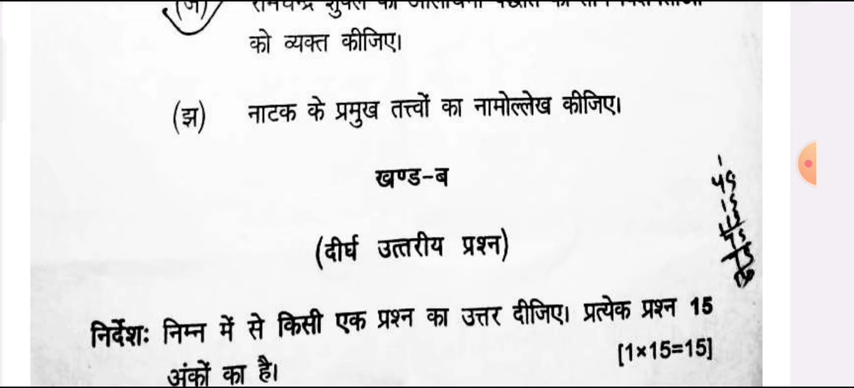 को व्यक्त कीजिए।
(झ) नाटक के प्रमुख तत्त्वों का नामोल्लेख कीजिए।
खण्ड-ब
(दीर्घ उत्तरीय प्रश्न)
निर्देशः निम्न में से किसी एक प्रश्न का उत्तर दीजिए। प्रत्येक प्रश्न 15
अंकों का है। [1×15=15]